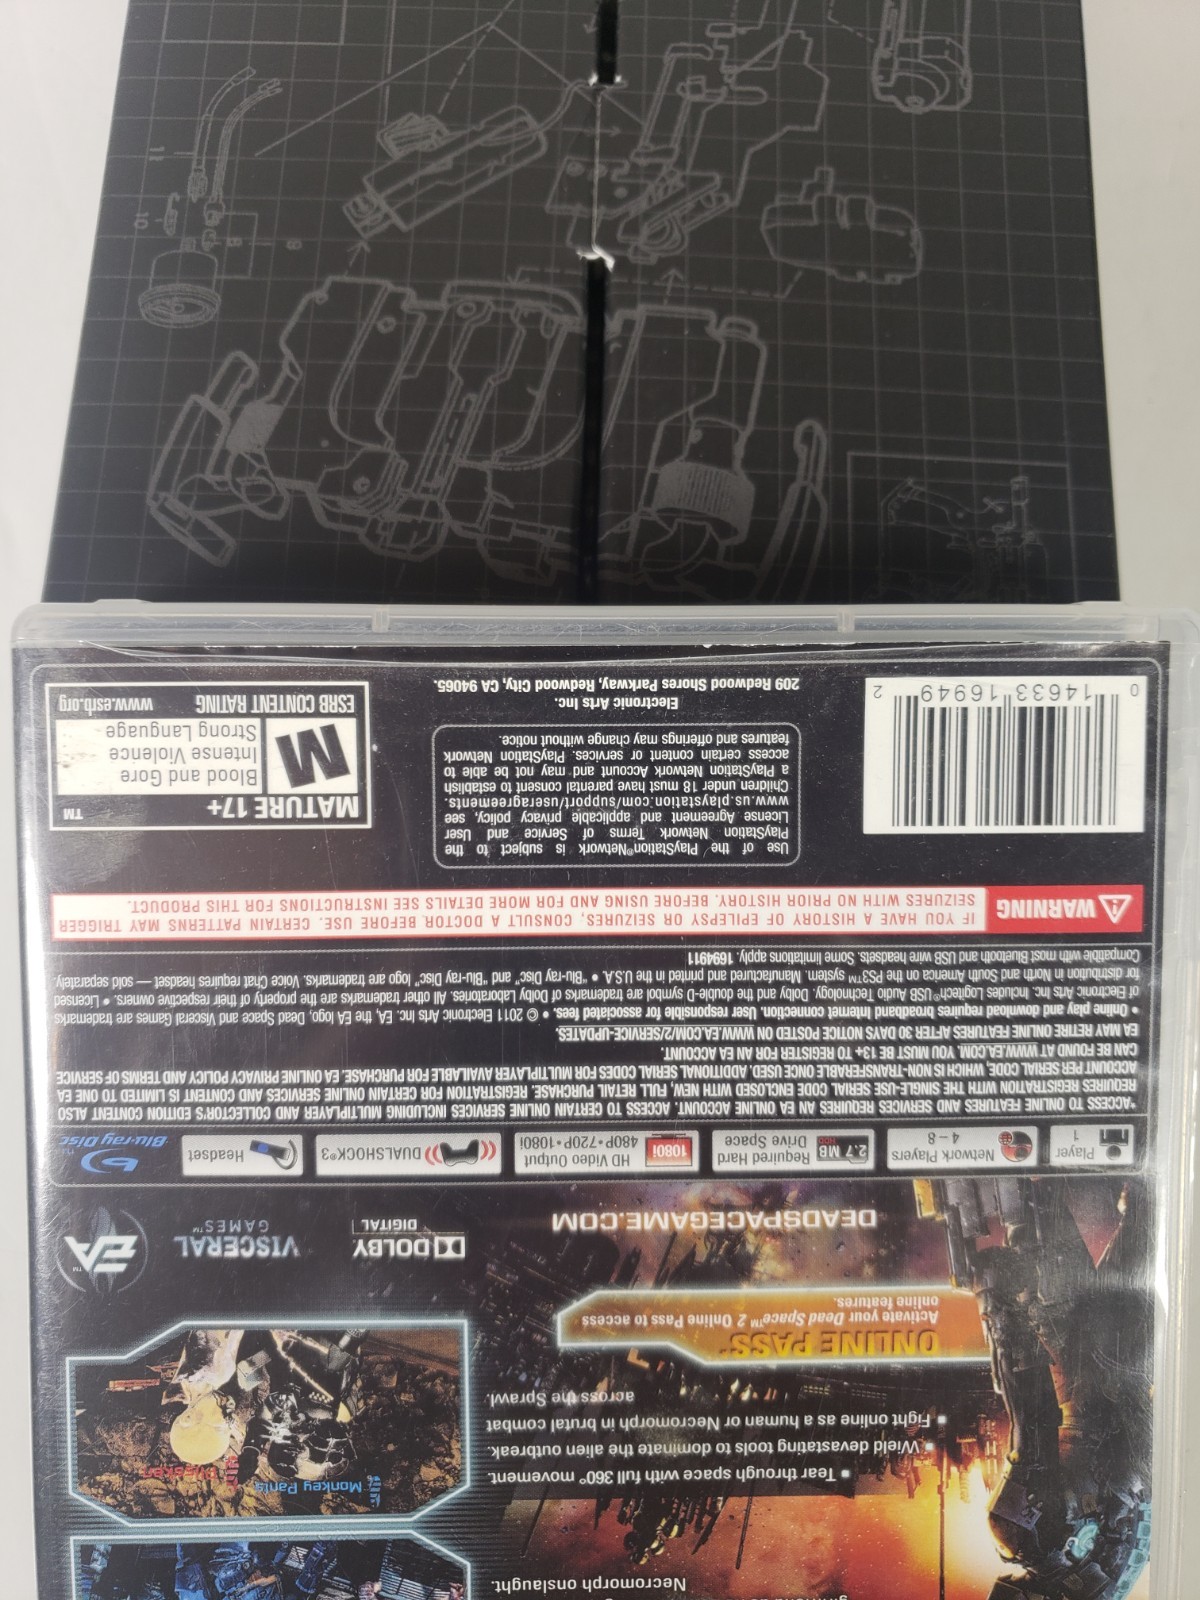 Necromorph onslaught.
▪ Tear through space with full 360° movement.
▪ Wield devastating tools to dominate the alien outbreak.
▪ Fight online as a human or Necromorph in brutal combat
across the Sprawl.
Monkey Pants
ONLINE PASS*
Activate your Dead Space™ 2 Online Pass to access
online features.
DEADSPACEGAME.COM
DOLBY
DIGITAL
VISCERAL
GAMES™
EA™
Player
1
Network Players
4-8
2.7 MB
HDD
Required Hard
Drive Space
1080i
HD Video Output
480P•720P•1080i
DUALSHOCK®3
Headset
Blu-ray Disc™
*ACCESS TO ONLINE FEATURES AND SERVICES REQUIRES AN EA ONLINE ACCOUNT. ACCESS TO CERTAIN ONLINE SERVICES INCLUDING MULTIPLAYER AND COLLECTOR'S EDITION CONTENT ALSO
REQUIRES REGISTRATION WITH THE SINGLE-USE SERIAL CODE ENCLOSED WITH NEW, FULL RETAIL PURCHASE. REGISTRATION FOR CERTAIN ONLINE SERVICES AND CONTENT IS LIMITED TO ONE EA
ACCOUNT PER SERIAL CODE, WHICH IS NON-TRANSFERABLE ONCE USED. ADDITIONAL SERIAL CODES FOR MULTIPLAYER AVAILABLE FOR PURCHASE. EA ONLINE PRIVACY POLICY AND TERMS OF SERVICE
CAN BE FOUND AT WWW.EA.COM. YOU MUST BE 13+ TO REGISTER FOR AN EA ACCOUNT.
EA MAY RETIRE ONLINE FEATURES AFTER 30 DAYS NOTICE POSTED ON WWW.EA.COM/2/SERVICE-UPDATES.
• Online play and download requires broadband Internet connection. User responsible for associated fees. • © 2011 Electronic Arts Inc. EA, the EA logo, Dead Space and Visceral Games are trademarks
of Electronic Arts Inc. Includes Logitech® USB Audio Technology. Dolby and the double-D symbol are trademarks of Dolby Laboratories. All other trademarks are the property of their respective owners. • Licensed
for distribution in North and South America on the PS3™ system. Manufactured and printed in the U.S.A. • "Blu-ray Disc" and "Blu-ray Disc" logo are trademarks. Voice Chat requires headset — sold separately.
Compatible with most Bluetooth and USB wire headsets. Some limitations apply. 1694911
WARNING
IF YOU HAVE A HISTORY OF EPILEPSY OR SEIZURES, CONSULT A DOCTOR BEFORE USE. CERTAIN PATTERNS MAY TRIGGER
SEIZURES WITH NO PRIOR HISTORY. BEFORE USING AND FOR MORE DETAILS SEE INSTRUCTIONS FOR THIS PRODUCT.
0 14633 16949 2
Use of the PlayStation®Network is subject to the
PlayStation Network Terms of Service and User
License Agreement and applicable privacy policy, see
www.us.playstation.com/support/useragreements.
Children under 18 must have parental consent to establish
a PlayStation Network Account and may not be able to
access certain content or services. PlayStation Network
features and offerings may change without notice.
Electronic Arts Inc.
209 Redwood Shores Parkway, Redwood City, CA 94065.
MATURE 17+
TM
M
Blood and Gore
Intense Violence
Strong Language
ESRB CONTENT RATING
www.esrb.org